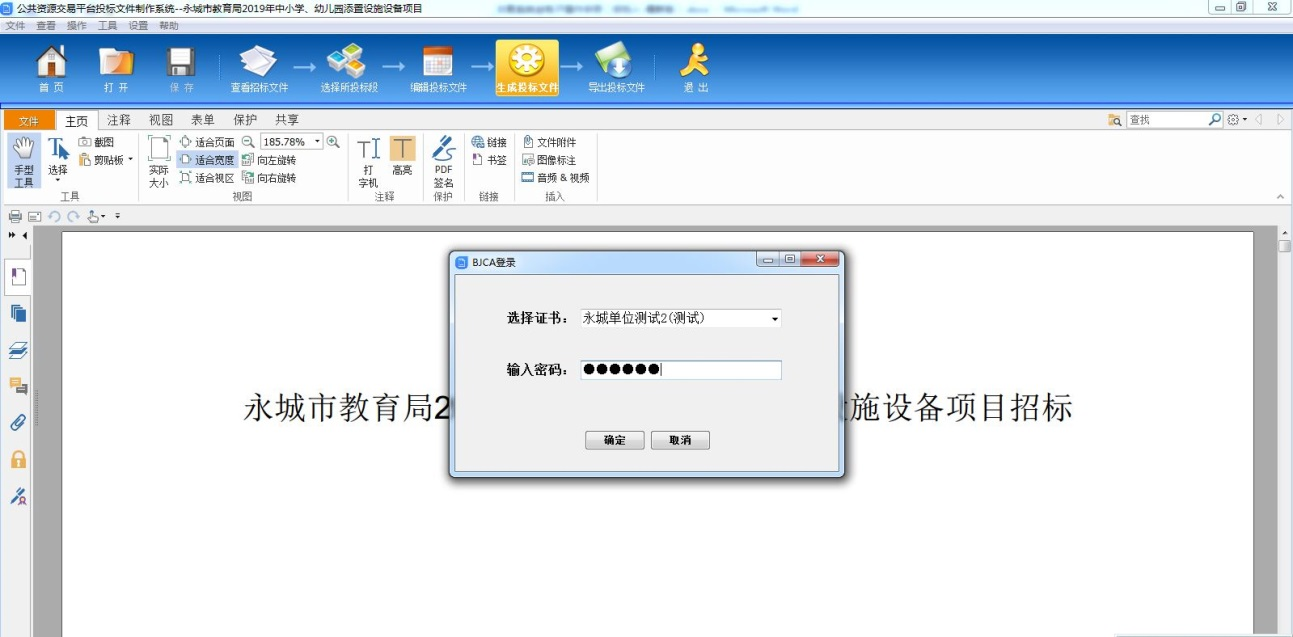 公共资源交易平台投标文件制作系统--永城市教育局2019年中小学、幼儿园添置设施设备项目
文件 查看 操作 工具 设置 帮助
首 页 打 开 保 存 查看招标文件 选择所投标段 编辑投标文件 生成投标文件 导出投标文件 退 出
文件 主页 注释 视图 表单 保护 共享 查找
手型工具 选择 截图 剪贴板 工具
实际大小 适合页面 185.78% 适合宽度 向左旋转 适合视区 向右旋转 视图
打字机 高亮 注释
PDF签名 保护
链接 书签 链接
文件附件 图像标注 音频 & 视频 插入
BJCA登录
选择证书： 永城单位测试2(测试)
输入密码： ●●●●●●
永城市教育局2 施设备项目招标
确定 取消